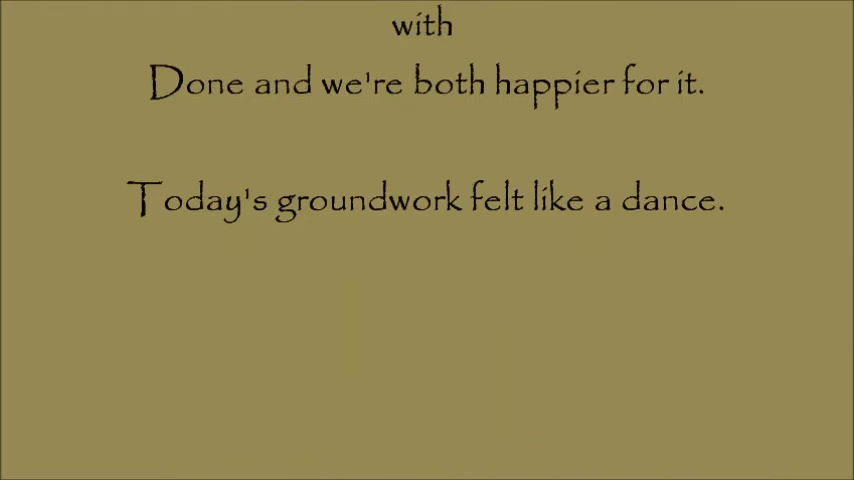 with
Done and we're both happier for it.
Today's groundwork felt like a dance.